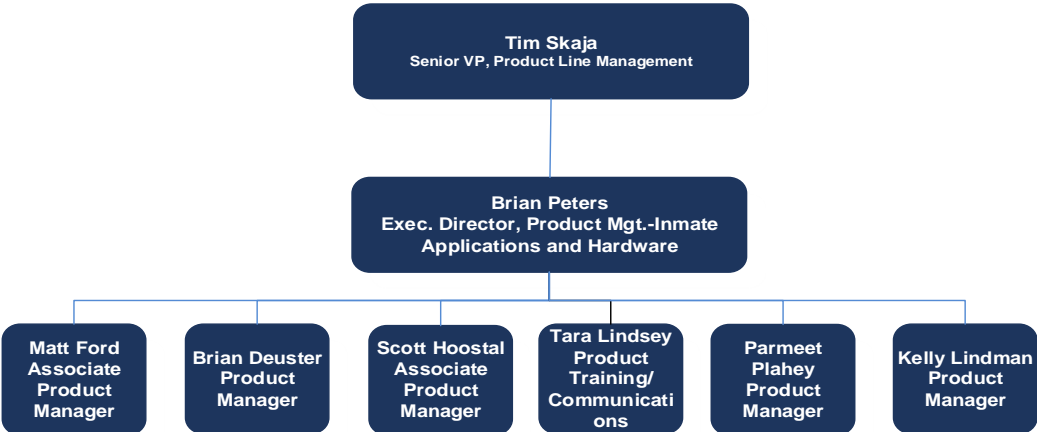 Tim Skaja
Senior VP, Product Line Management
Brian Peters
Exec. Director, Product Mgt.-Inmate
Applications and Hardware
Matt Ford
Associate
Product
Manager
Brian Deuster
Product
Manager
Scott Hoostal
Associate
Product
Manager
Tara Lindsey
Product
Training/
Communicati
ons
Parmeet
Plahey
Product
Manager
Kelly Lindman
Product
Manager